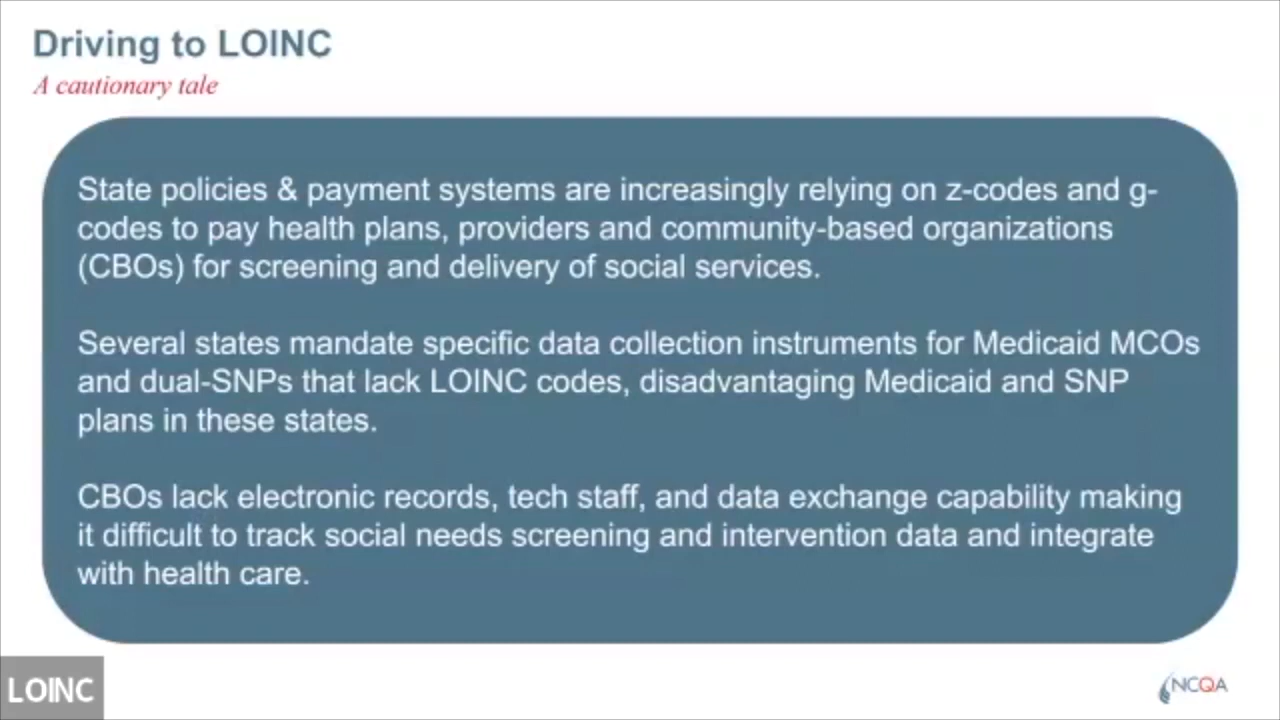 Driving to LOINC
A cautionary tale
State policies & payment systems are increasingly relying on z-codes and g-
codes to pay health plans, providers and community-based organizations
(CBOs) for screening and delivery of social services.
Several states mandate specific data collection instruments for Medicaid MCOs
and dual-SNPs that lack LOINC codes, disadvantaging Medicaid and SNP
plans in these states.
CBOs lack electronic records, tech staff, and data exchange capability making
it difficult to track social needs screening and intervention data and integrate
with health care.
LOINC
NCQA